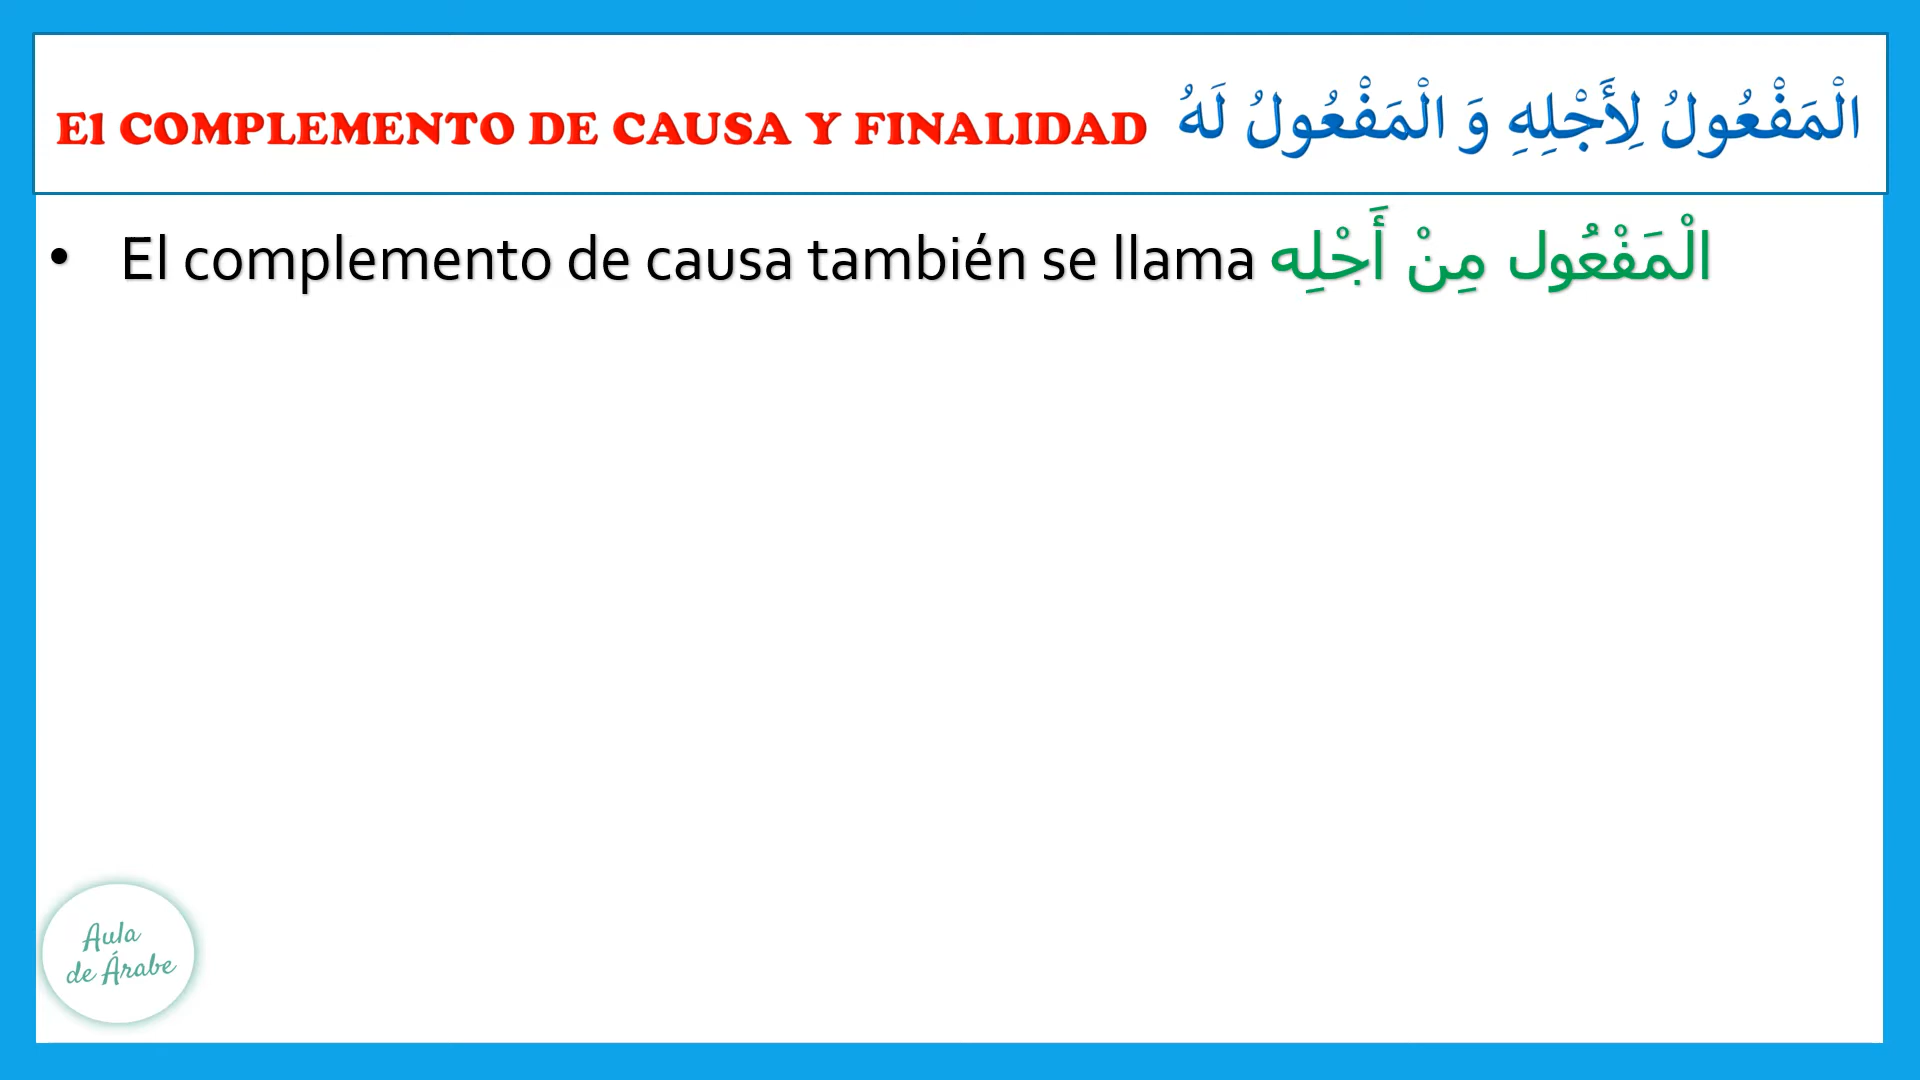 El COMPLEMENTO DE CAUSA Y FINALIDAD الْمَفْعُولُ لِأَجْلِهِ وَ الْمَفْعُولُ لَهُ
• El complemento de causa también se llama الْمَفْعُول مِنْ أَجْلِه
Aula
de Árabe